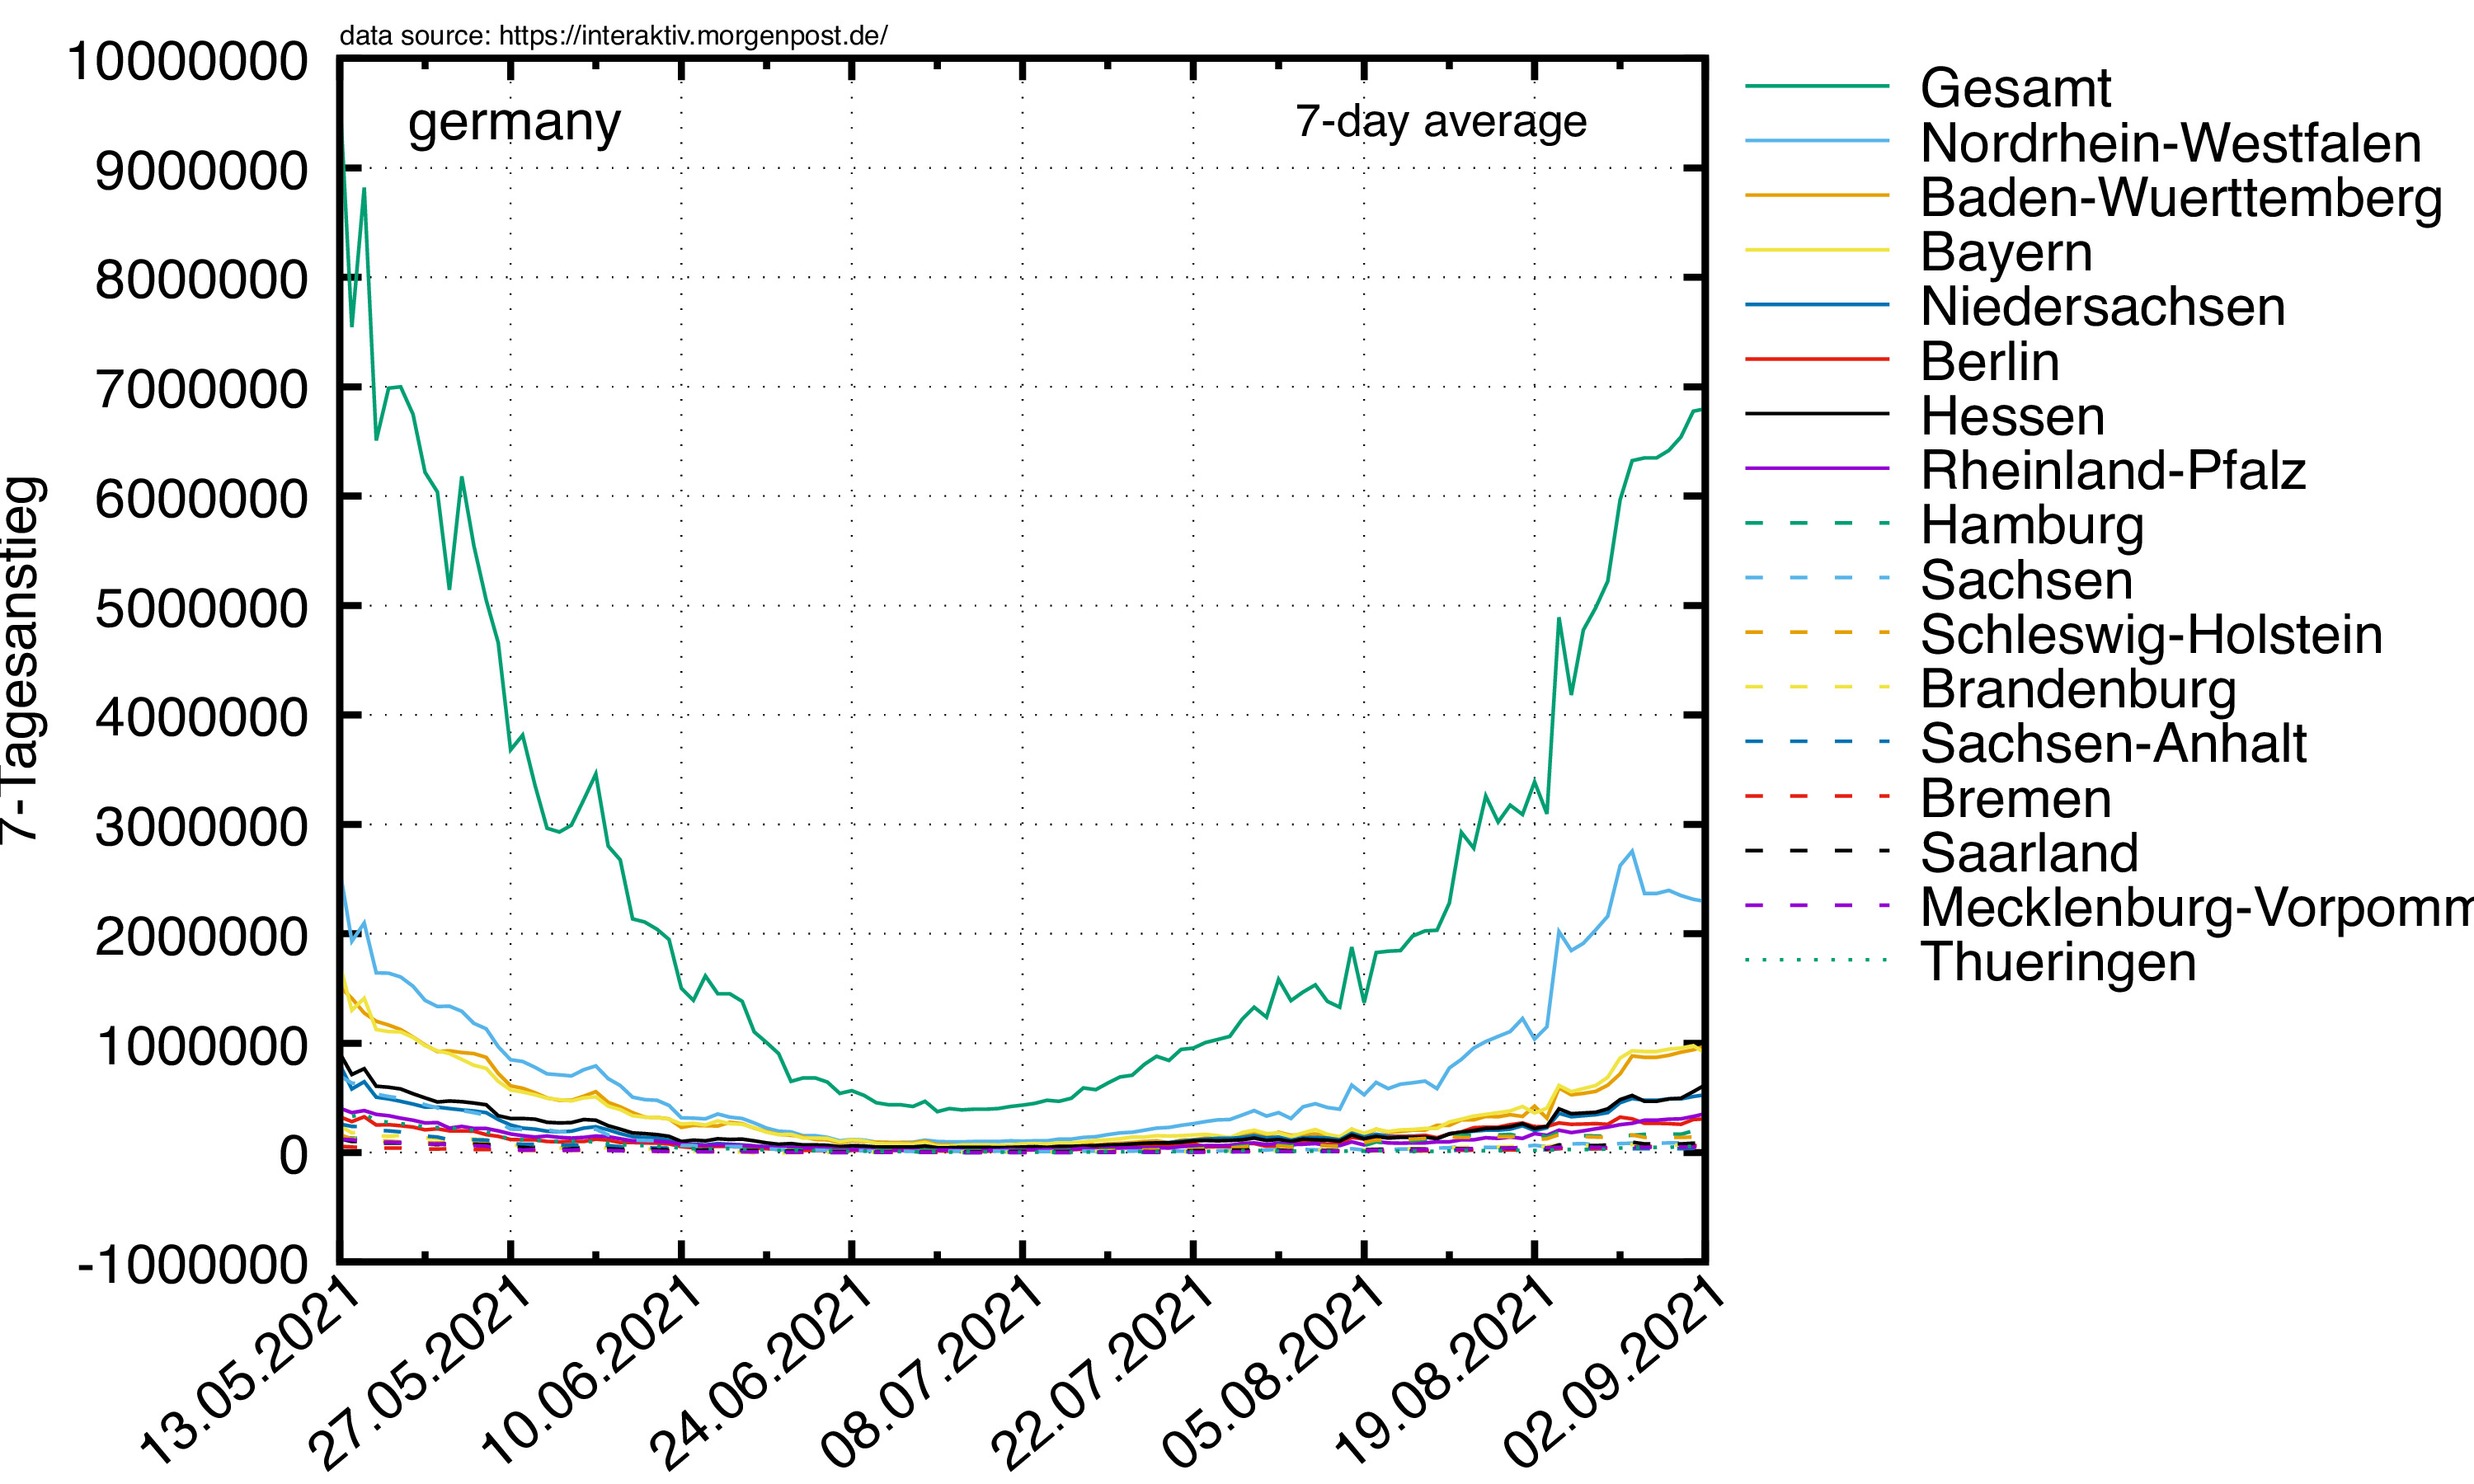 data source: https://interaktiv.morgenpost.de/
10000000
9000000
8000000
7000000
6000000
5000000
4000000
3000000
2000000
1000000
0
-1000000
7-Tagesanstieg
germany
7-day average
13.05.2021
27.05.2021
10.06.2021
24.06.2021
08.07.2021
22.07.2021
05.08.2021
19.08.2021
02.09.2021
Gesamt
Nordrhein-Westfalen
Baden-Wuerttemberg
Bayern
Niedersachsen
Berlin
Hessen
Rheinland-Pfalz
Hamburg
Sachsen
Schleswig-Holstein
Brandenburg
Sachsen-Anhalt
Bremen
Saarland
Mecklenburg-Vorpomm
Thueringen